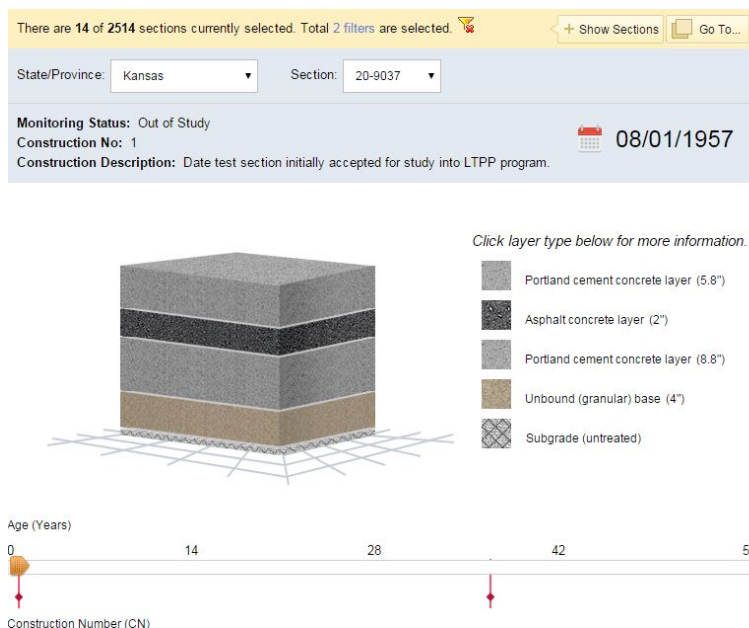 There are 14 of 2514 sections currently selected. Total 2 filters are selected.
+ Show Sections
Go To...
State/Province: Kansas
Section: 20-9037
Monitoring Status: Out of Study
Construction No: 1
Construction Description: Date test section initially accepted for study into LTPP program.
08/01/1957
Click layer type below for more information.
Portland cement concrete layer (5.8")
Asphalt concrete layer (2")
Portland cement concrete layer (8.8")
Unbound (granular) base (4")
Subgrade (untreated)
Age (Years)
0 14 28 42 5
Construction Number (CN)